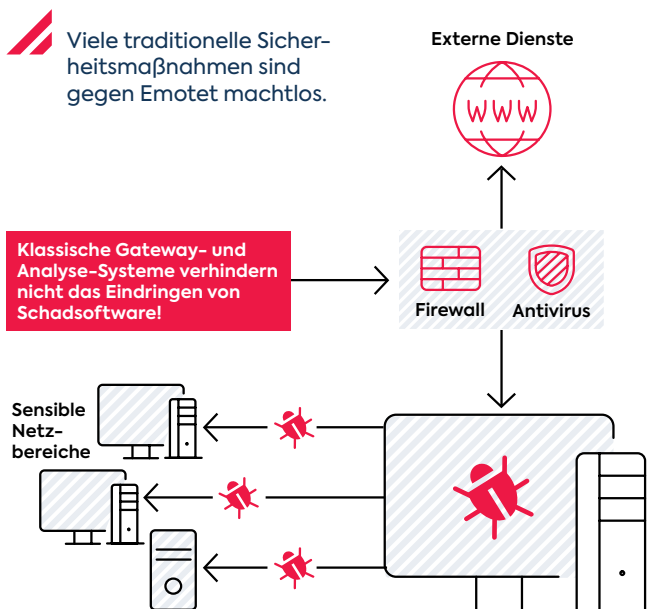 Viele traditionelle Sicher-
heitsmaßnahmen sind
gegen Emotet machtlos.
Externe Dienste
WWW
Klassische Gateway- und
Analyse-Systeme verhindern
nicht das Eindringen von
Schadsoftware!
Firewall
Antivirus
Sensible
Netz-
bereiche